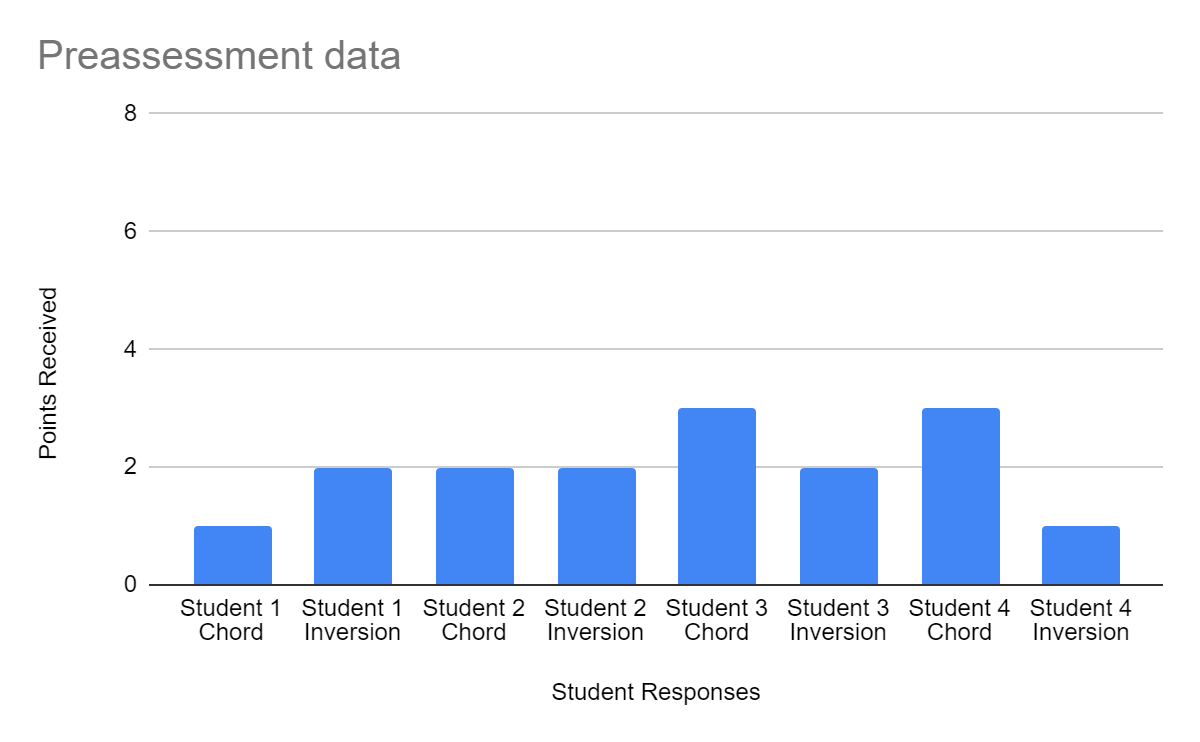 Preassessment data
8
6
4
2
0
Points Received
Student 1 Chord
Student 1 Inversion
Student 2 Chord
Student 2 Inversion
Student 3 Chord
Student 3 Inversion
Student 4 Chord
Student 4 Inversion
Student Responses